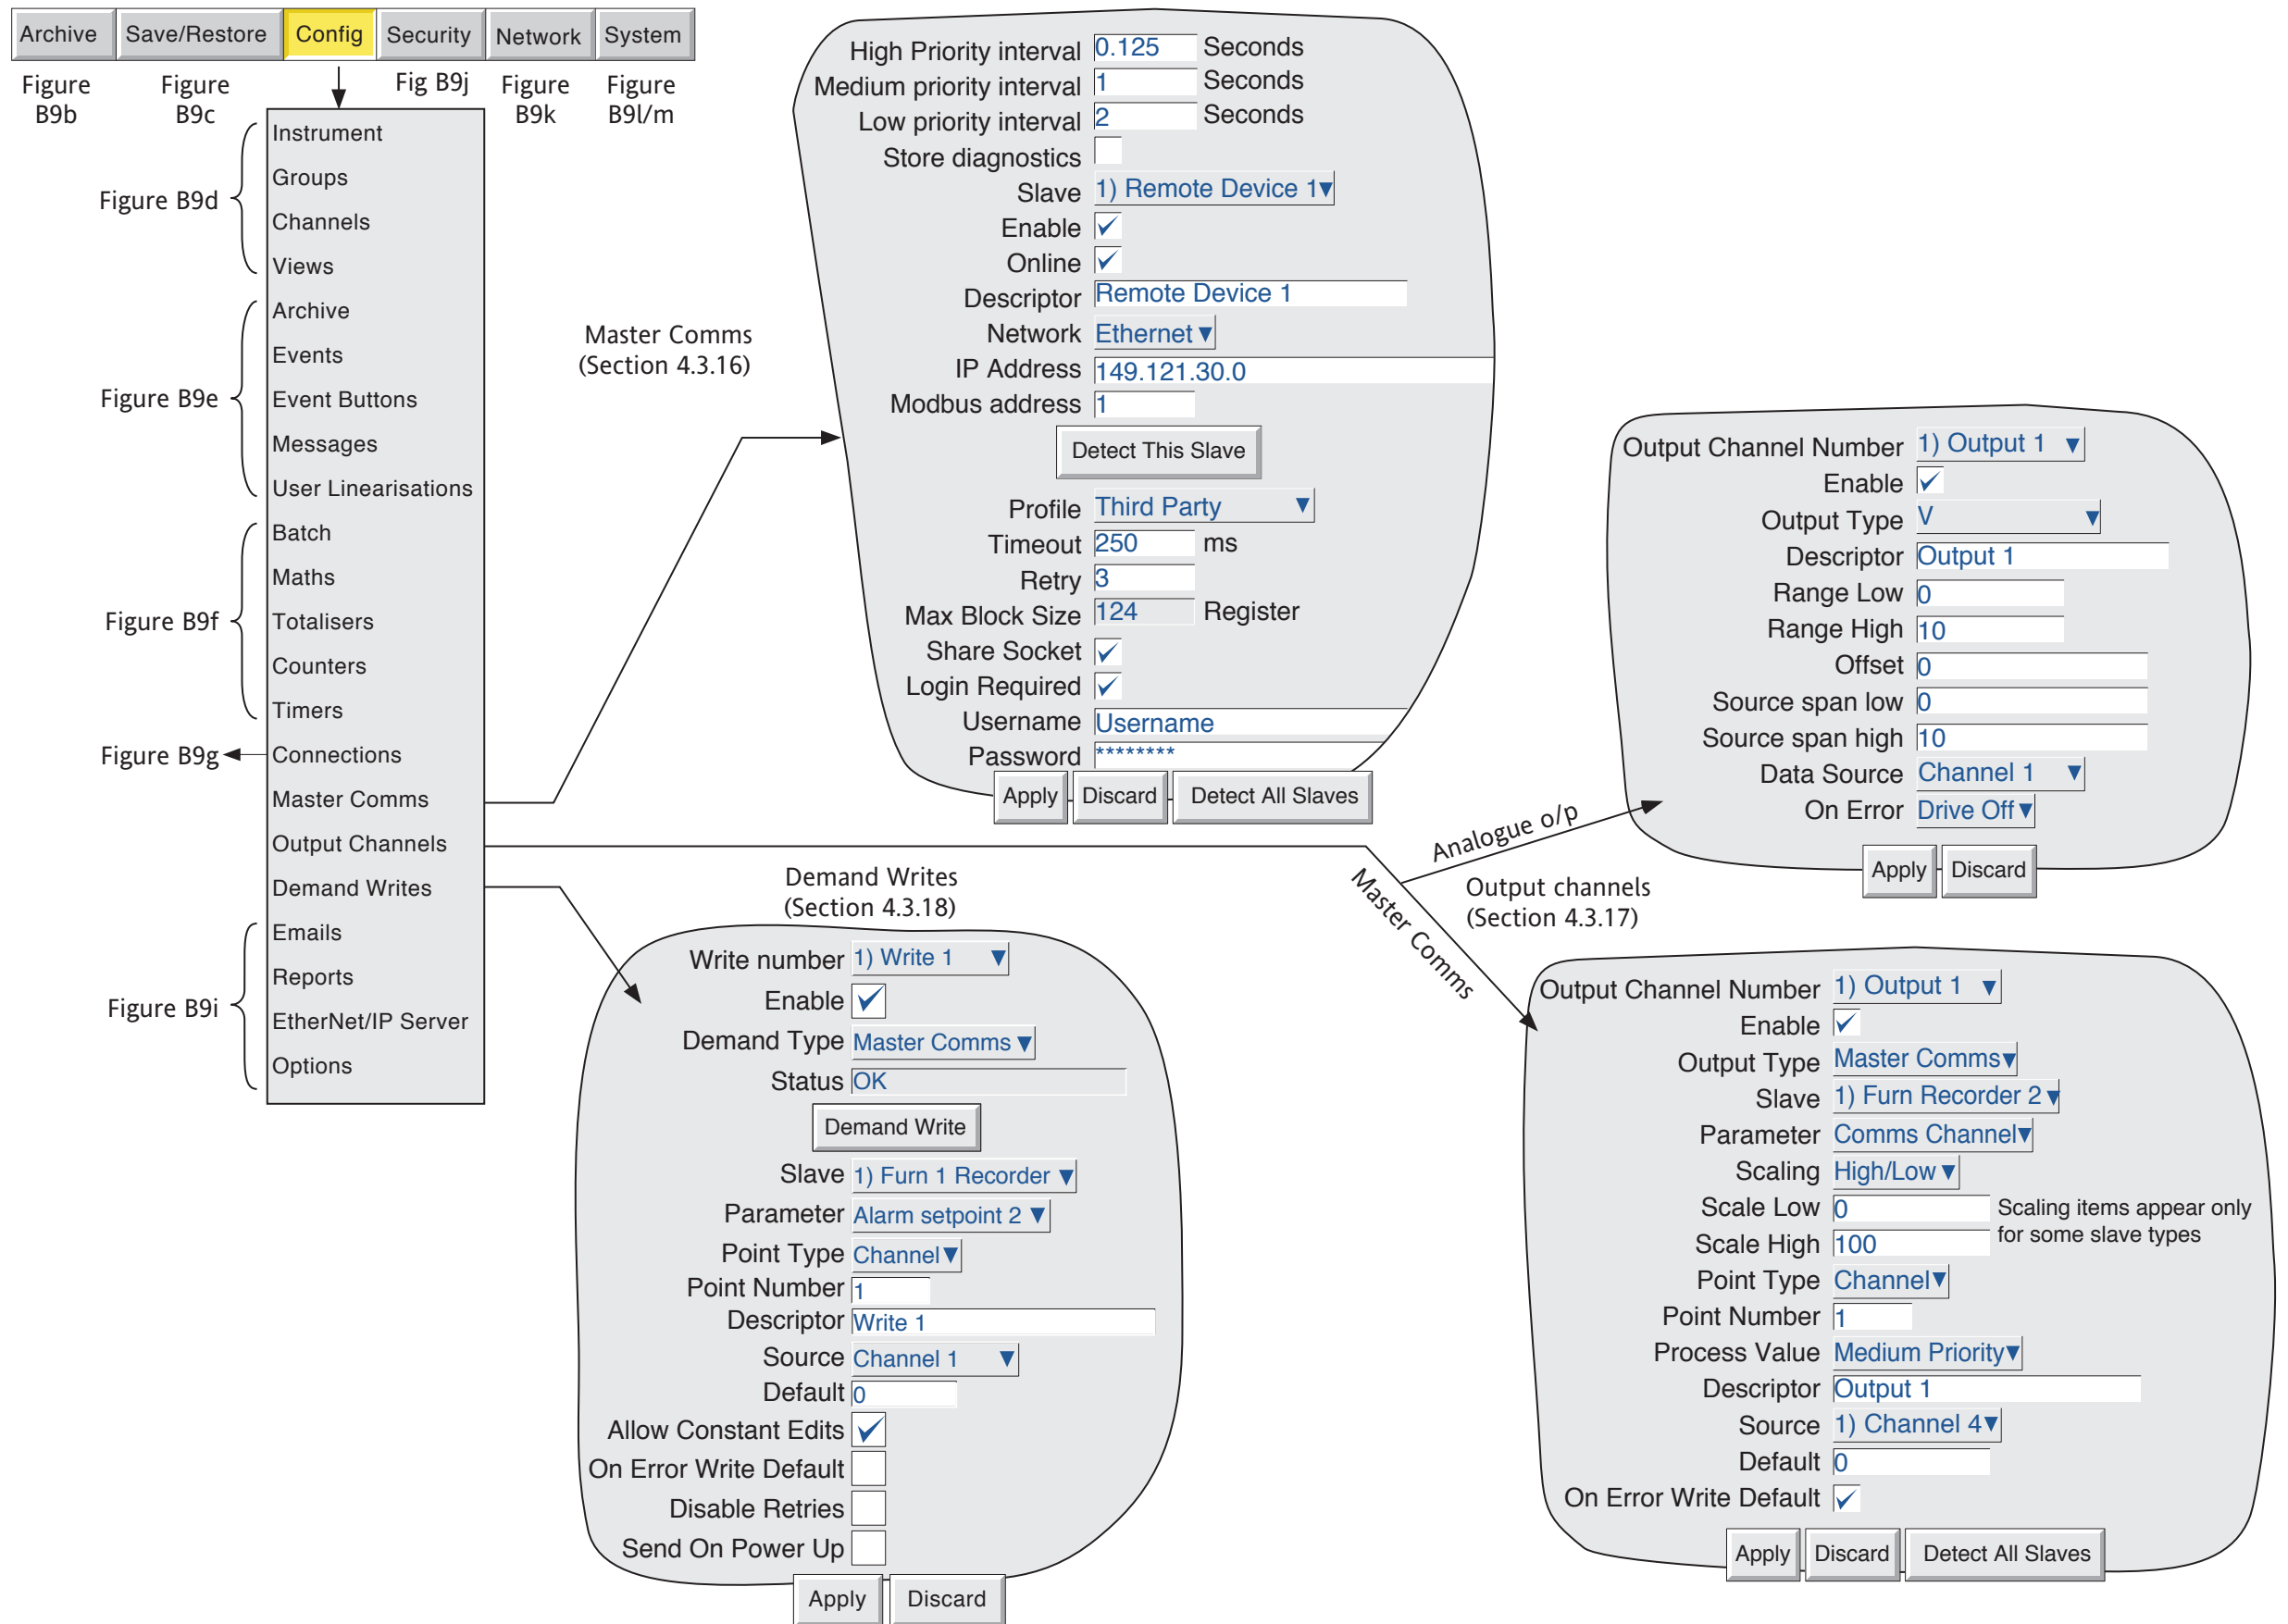 Archive Save/Restore Config Security Network System
Figure B9b
Figure B9c
Fig B9j
Figure B9k
Figure B9l/m
Instrument
Groups
Channels
Views
Archive
Events
Event Buttons
Messages
User Linearisations
Batch
Maths
Totalisers
Counters
Timers
Connections
Master Comms
Output Channels
Demand Writes
Emails
Reports
EtherNet/IP Server
Options
Figure B9d
Figure B9e
Figure B9f
Figure B9g
Figure B9i
Master Comms
(Section 4.3.16)
High Priority interval 0.125 Seconds
Medium priority interval 1 Seconds
Low priority interval 2 Seconds
Store diagnostics
Slave 1) Remote Device 1
Enable
Online
Descriptor Remote Device 1
Network Ethernet
IP Address 149.121.30.0
Modbus address 1
Detect This Slave
Profile Third Party
Timeout 250 ms
Retry 3
Max Block Size 124 Register
Share Socket
Login Required
Username Username
Password ********
Apply Discard Detect All Slaves
Demand Writes
(Section 4.3.18)
Write number 1) Write 1
Enable
Demand Type Master Comms
Status OK
Demand Write
Slave 1) Furn 1 Recorder
Parameter Alarm setpoint 2
Point Type Channel
Point Number 1
Descriptor Write 1
Source Channel 1
Default 0
Allow Constant Edits
On Error Write Default
Disable Retries
Send On Power Up
Apply Discard
Analogue o/p
Master Comms
Output channels
(Section 4.3.17)
Output Channel Number 1) Output 1
Enable
Output Type V
Descriptor Output 1
Range Low 0
Range High 10
Offset 0
Source span low 0
Source span high 10
Data Source Channel 1
On Error Drive Off
Apply Discard
Output Channel Number 1) Output 1
Enable
Output Type Master Comms
Slave 1) Furn Recorder 2
Parameter Comms Channel
Scaling High/Low
Scale Low 0
Scale High 100
Scaling items appear only
for some slave types
Point Type Channel
Point Number 1
Process Value Medium Priority
Descriptor Output 1
Source 1) Channel 4
Default 0
On Error Write Default
Apply Discard Detect All Slaves